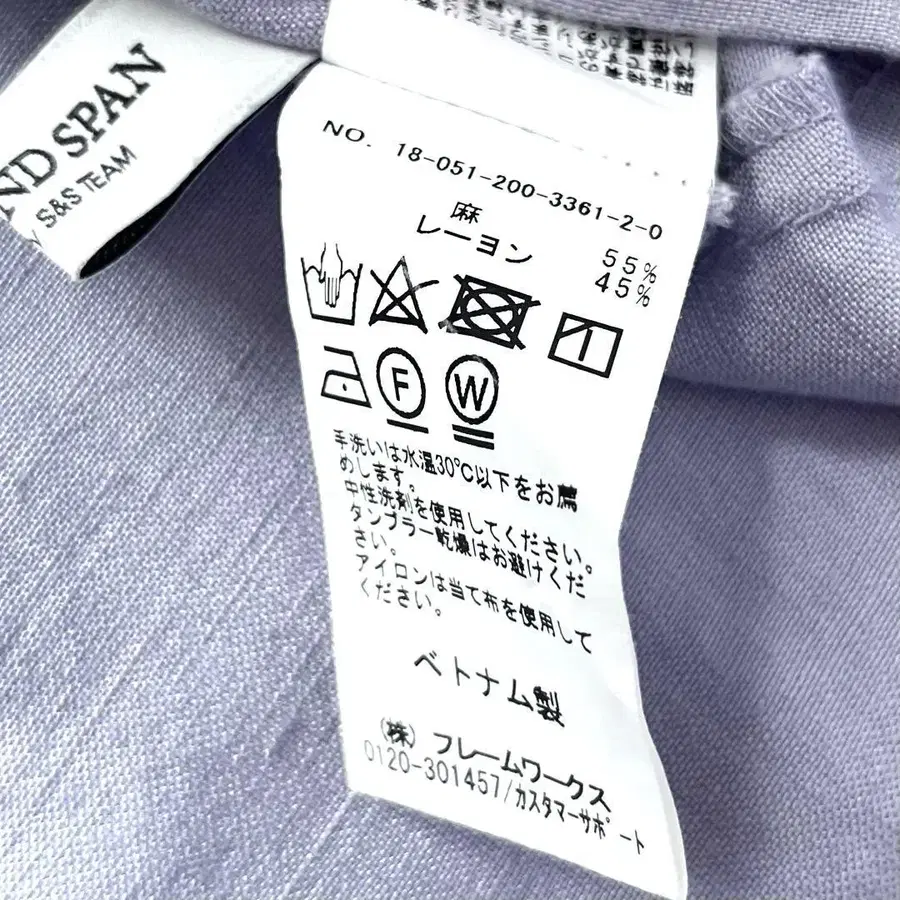 ND SPAN
S&S TEAM
NO. 18-051-200-3361-2-0
麻 55%
レーヨン 45%
F
W
手洗いは水温30℃以下をお薦
めします。
中性洗剤を使用してください。
タンブラー乾燥はお避けくだ
さい。
アイロンは当て布を使用して
ください。
ベトナム製
(株) フレームワークス
0120-301457/カスタマーサポート